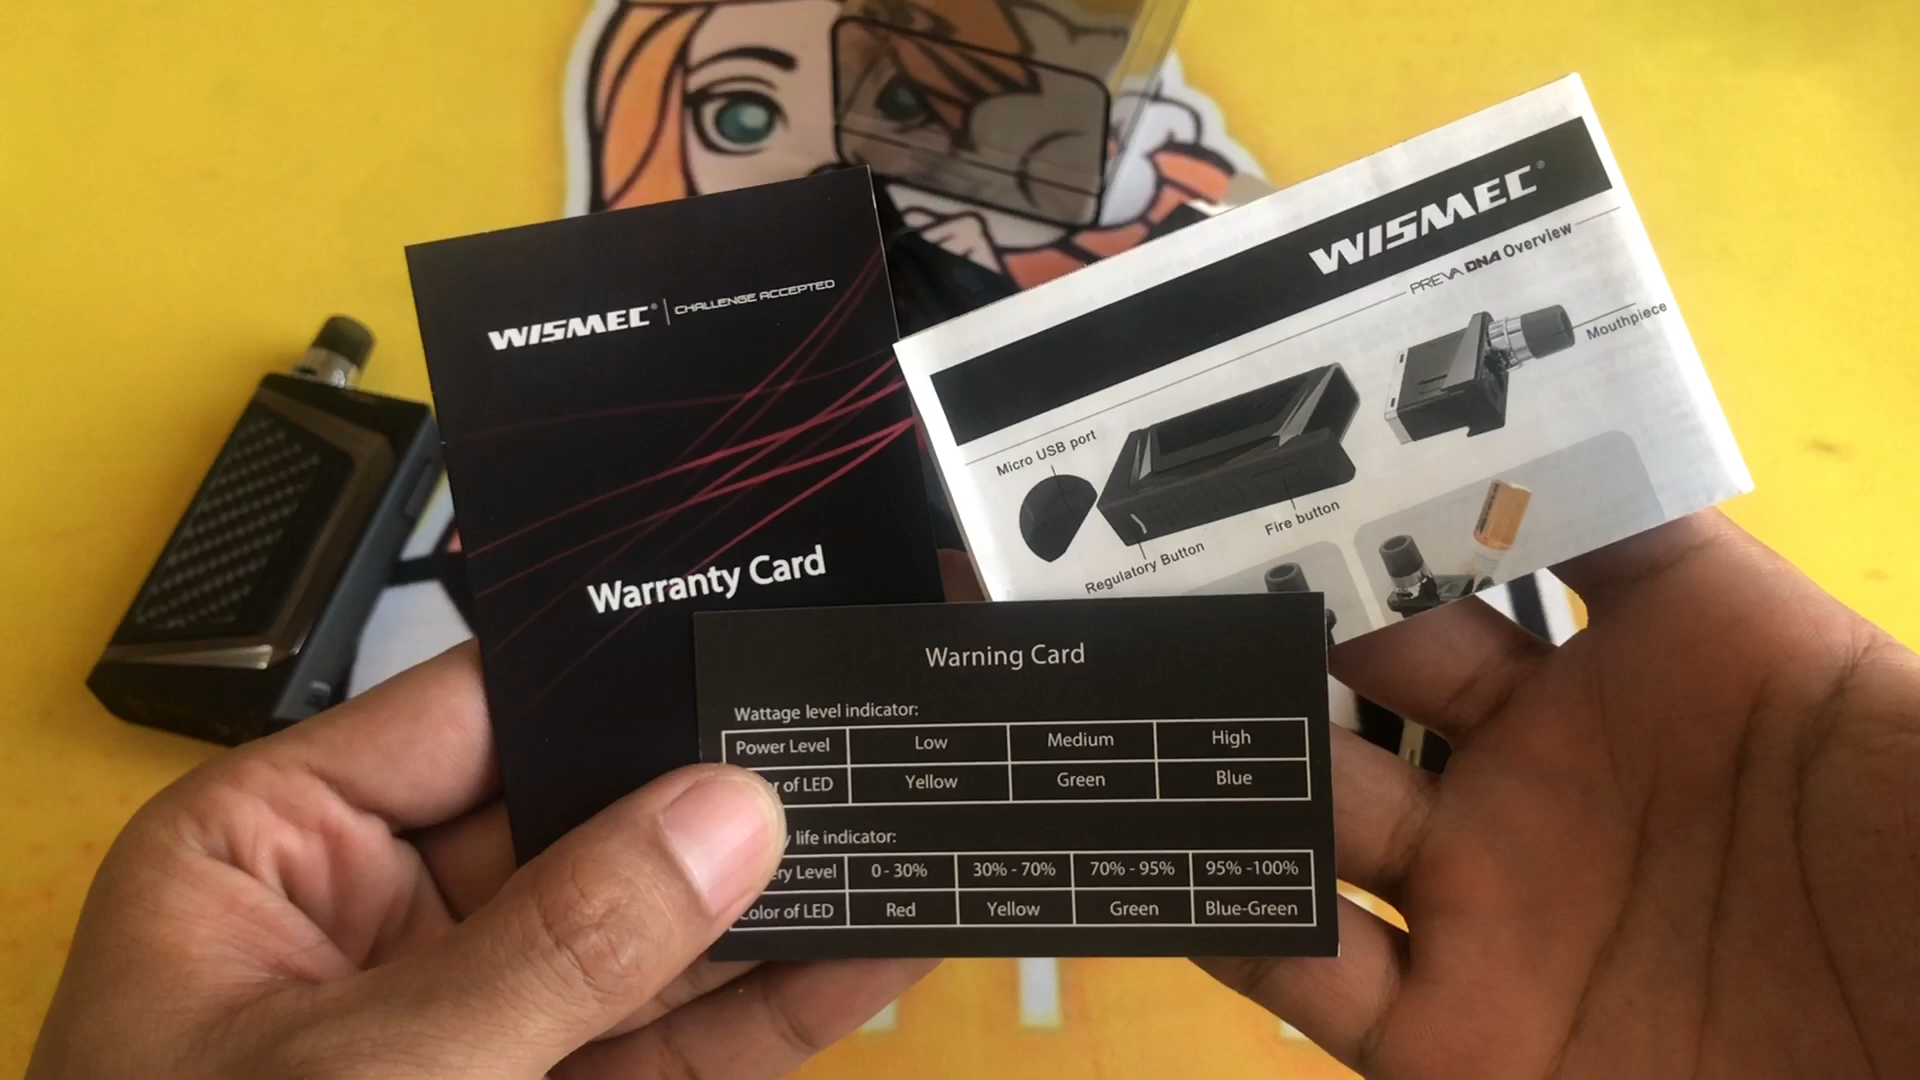 WISMEC® | CHALLENGE ACCEPTED
Warranty Card
WISMEC®
PREVA DNA Overview
Mouthpiece
Micro USB port
Fire button
Regulatory Button
Warning Card
Wattage level indicator:
Power Level Low Medium High
of LED Yellow Green Blue
life indicator:
Level 0-30% 30% - 70% 70% - 95% 95% -100%
Color of LED Red Yellow Green Blue-Green